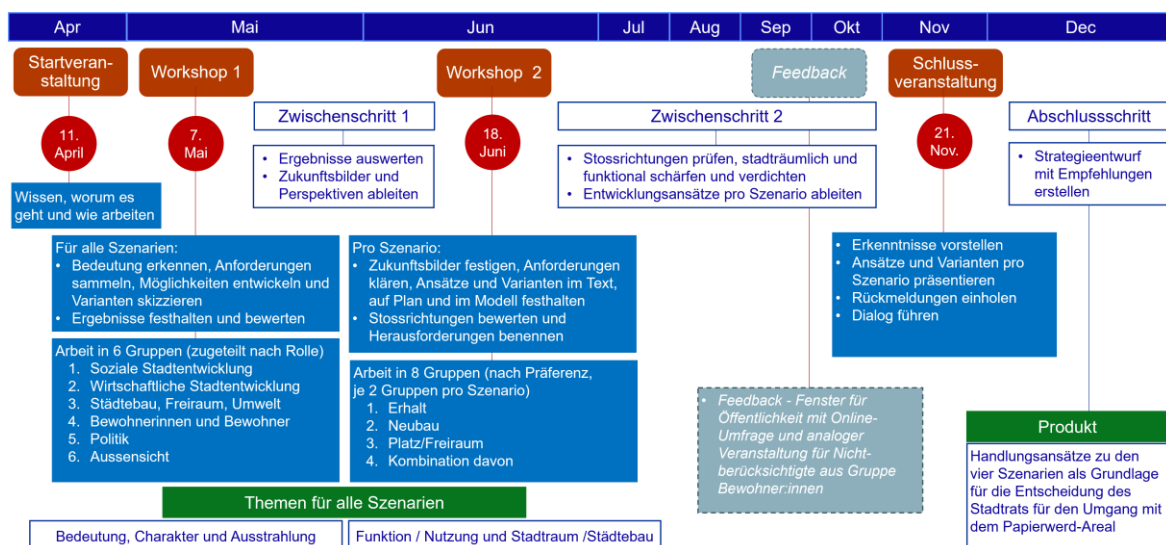 Apr Mai Jun Jul Aug Sep Okt Nov Dec
Startveran-
staltung
Workshop 1
Workshop 2
Feedback
Schluss-
veranstaltung
11.
April
7.
Mai
Zwischenschritt 1
• Ergebnisse auswerten
• Zukunftsbilder und
Perspektiven ableiten
18.
Juni
Zwischenschritt 2
• Stossrichtungen prüfen, stadträumlich und
funktional schärfen und verdichten
• Entwicklungsansätze pro Szenario ableiten
21.
Nov.
Abschlussschritt
• Strategieentwurf
mit Empfehlungen
erstellen
Wissen, worum es
geht und wie arbeiten
Für alle Szenarien:
• Bedeutung erkennen, Anforderungen
sammeln, Möglichkeiten entwickeln und
Varianten skizzieren
• Ergebnisse festhalten und bewerten
Arbeit in 6 Gruppen (zugeteilt nach Rolle)
1. Soziale Stadtentwicklung
2. Wirtschaftliche Stadtentwicklung
3. Städtebau, Freiraum, Umwelt
4. Bewohnerinnen und Bewohner
5. Politik
6. Aussensicht
Pro Szenario:
• Zukunftsbilder festigen, Anforderungen
klären, Ansätze und Varianten im Text,
auf Plan und im Modell festhalten
• Stossrichtungen bewerten und
Herausforderungen benennen
Arbeit in 8 Gruppen (nach Präferenz,
je 2 Gruppen pro Szenario)
1. Erhalt
2. Neubau
3. Platz/Freiraum
4. Kombination davon
• Erkenntnisse vorstellen
• Ansätze und Varianten pro
Szenario präsentieren
• Rückmeldungen einholen
• Dialog führen
• Feedback - Fenster für
Öffentlichkeit mit Online-
Umfrage und analoger
Veranstaltung für Nicht-
berücksichtigte aus Gruppe
Bewohner:innen
Produkt
Handlungsansätze zu den
vier Szenarien als Grundlage
für die Entscheidung des
Stadtrats für den Umgang mit
dem Papierwerd-Areal
Themen für alle Szenarien
Bedeutung, Charakter und Ausstrahlung
Funktion / Nutzung und Stadtraum /Städtebau